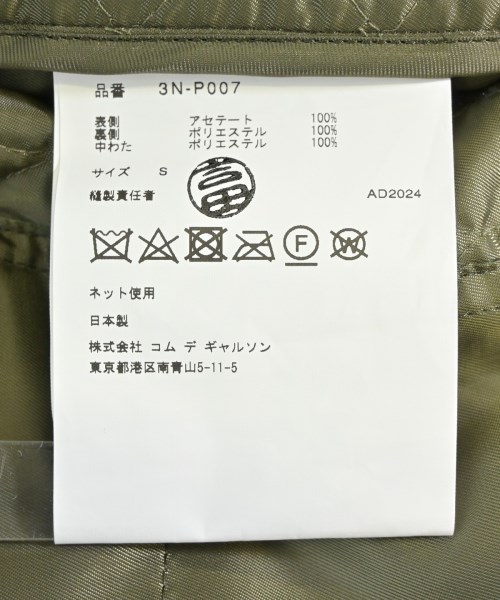 品番 3N-P007
表側 アセテート 100%
裏側 ポリエステル 100%
中わた ポリエステル 100%
サイズ S
縫製責任者 AD2024
F W
ネット使用
日本製
株式会社 コム デ ギャルソン
東京都港区南青山5-11-5